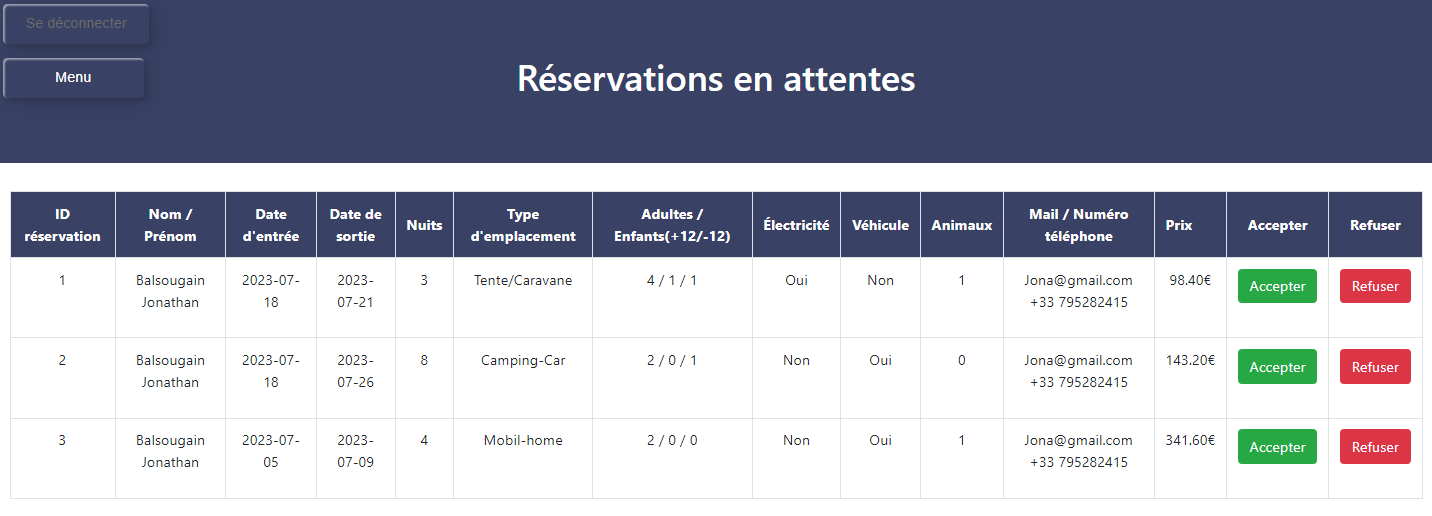 Se déconnecter
Menu
Réservations en attentes
ID réservation Nom / Prénom Date d'entrée Date de sortie Nuits Type d'emplacement Adultes / Enfants(+12/-12) Électricité Véhicule Animaux Mail / Numéro téléphone Prix Accepter Refuser
1 Balsougain Jonathan 2023-07-18 2023-07-21 3 Tente/Caravane 4 / 1 / 1 Oui Non 1 Jona@gmail.com +33 795282415 98.40€ Accepter Refuser
2 Balsougain Jonathan 2023-07-18 2023-07-26 8 Camping-Car 2 / 0 / 1 Non Oui 0 Jona@gmail.com +33 795282415 143.20€ Accepter Refuser
3 Balsougain Jonathan 2023-07-05 2023-07-09 4 Mobil-home 2 / 0 / 0 Non Oui 1 Jona@gmail.com +33 795282415 341.60€ Accepter Refuser